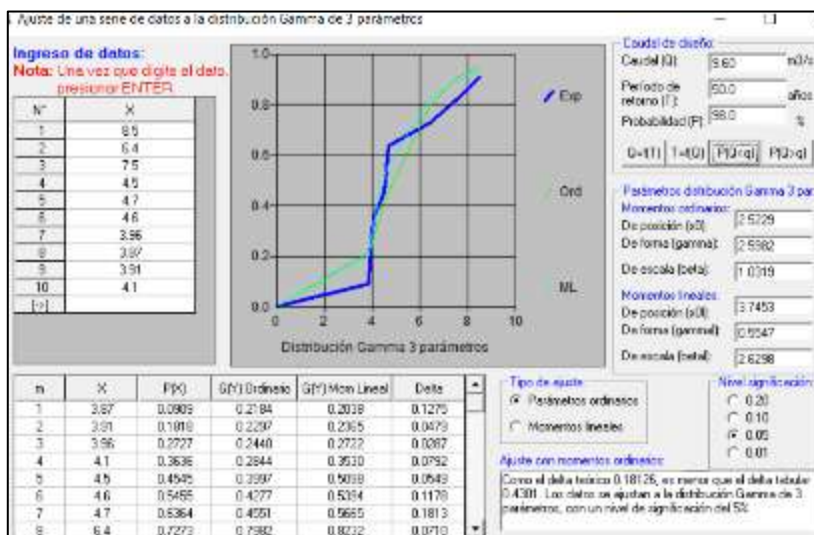 Ajuste de una serie de datos a la distribución Gamma de 3 parámetros
Ingreso de datos:
Nota: Una vez que digite el dato, presionar ENTER
N° X
1 8.5
2 6.4
3 7.5
4 4.5
5 4.7
6 4.6
7 3.96
8 3.87
9 3.91
10 4.1
1.0
0.8
0.6
0.4
0.2
0.0
0 2 4 6 8 10
Distribución Gamma 3 parámetros
Exp
Ord
ML
Caudal de diseño:
Caudal (Q): 9.60 m3/s
Período de retorno (T): 50.0 años
Probabilidad (P): 98.0 %
Q=f(T) T=f(Q) P(Q<q) P(Q>q)
Parámetros distribución Gamma 3 par
Momentos ordinarios:
De posición (x0): 2.5229
De forma (gamma): 2.5982
De escala (beta): 1.0319
Momentos lineales:
De posición (x0l): 3.7453
De forma (gammal): 0.5547
De escala (betal): 2.6298
m X P(X) G(Y) Ordinario G(Y) Mom Lineal Delta
1 3.87 0.0909 0.2184 0.2038 0.1275
2 3.91 0.1818 0.2297 0.2365 0.0479
3 3.96 0.2727 0.2440 0.2722 0.0287
4 4.1 0.3636 0.2844 0.3530 0.0792
5 4.5 0.4545 0.3997 0.5098 0.0549
6 4.6 0.5455 0.4277 0.5394 0.1178
7 4.7 0.6364 0.4551 0.5665 0.1813
8 6.4 0.7273 0.7982 0.8232 0.0710
Tipo de ajuste
Parámetros ordinarios
Momentos lineales
Nivel significación:
0.20
0.10
0.05
0.01
Ajuste con momentos ordinarios:
Como el delta teórico 0.18126, es menor que el delta tabular 0.4301. Los datos se ajustan a la distribución Gamma de 3 parámetros, con un nivel de significación del 5%